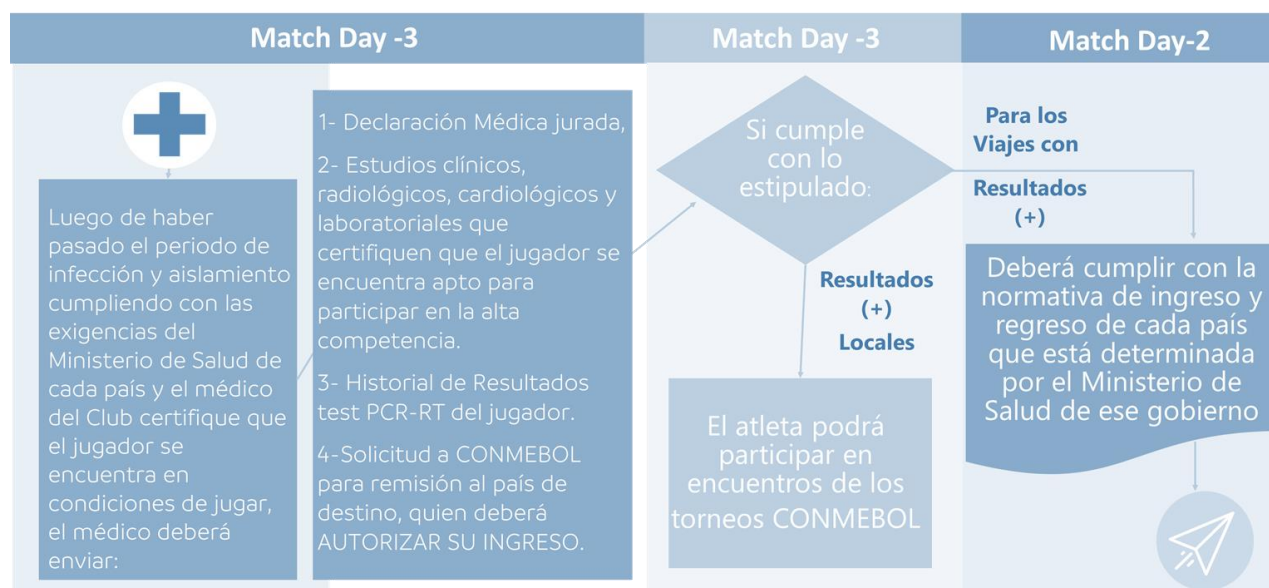 Match Day -3
Luego de haber
pasado el periodo de
infección y aislamiento
cumpliendo con las
exigencias del
Ministerio de Salud de
cada país y el médico
del Club certifique que
el jugador se
encuentra en
condiciones de jugar,
el médico deberá
enviar:
1- Declaración Médica jurada,
2- Estudios clínicos,
radiológicos, cardiológicos y
laboratoriales que
certifiquen que el jugador se
encuentra apto para
participar en la alta
competencia.
3- Historial de Resultados
test PCR-RT del jugador.
4-Solicitud a CONMEBOL
para remisión al país de
destino, quien deberá
AUTORIZAR SU INGRESO.
Match Day -3
Si cumple
con lo
estipulado:
Resultados
(+)
Locales
El atleta podrá
participar en
encuentros de los
torneos CONMEBOL
Match Day-2
Para los
Viajes con
Resultados
(+)
Deberá cumplir con la
normativa de ingreso y
regreso de cada país
que está determinada
por el Ministerio de
Salud de ese gobierno